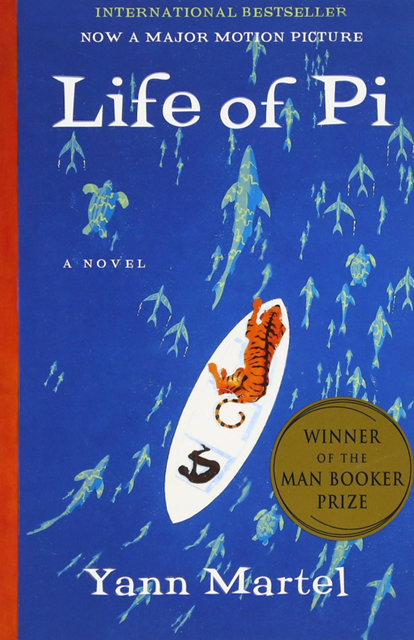 INTERNATIONAL BESTSELLER
NOW A MAJOR MOTION PICTURE
Life of Pi
A NOVEL
WINNER
OF THE
MAN BOOKER
PRIZE
Yann Martel